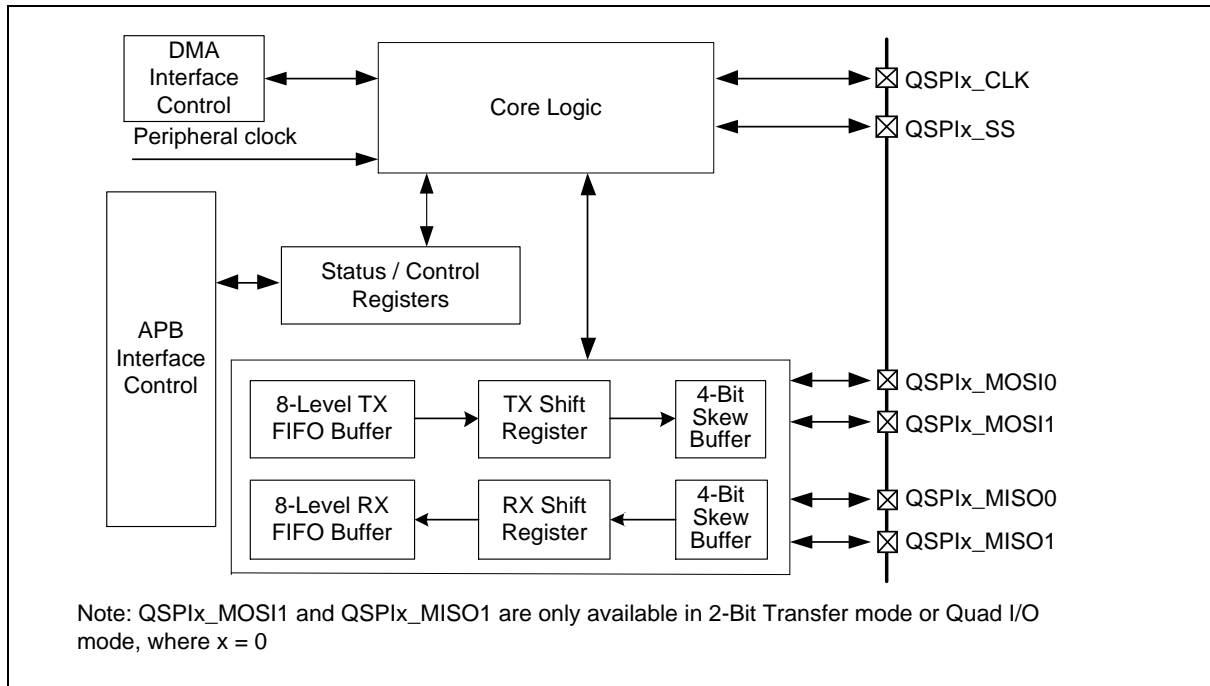 DMA
Interface
Control
Peripheral clock
Core Logic
QSPIx_CLK
QSPIx_SS
APB
Interface
Control
Status / Control
Registers
8-Level TX
FIFO Buffer
TX Shift
Register
4-Bit
Skew
Buffer
8-Level RX
FIFO Buffer
RX Shift
Register
4-Bit
Skew
Buffer
QSPIx_MOSI0
QSPIx_MOSI1
QSPIx_MISO0
QSPIx_MISO1
Note: QSPIx_MOSI1 and QSPIx_MISO1 are only available in 2-Bit Transfer mode or Quad I/O
mode, where x = 0